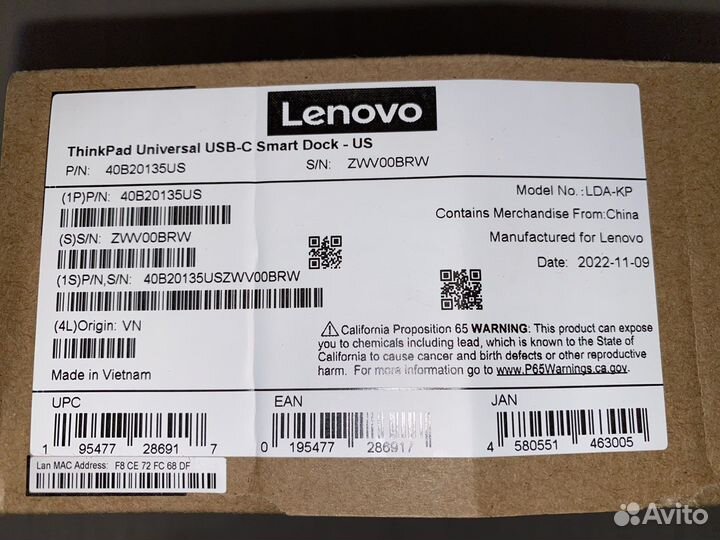 Lenovo
ThinkPad Universal USB-C Smart Dock - US
P/N: 40B20135US S/N: ZWV00BRW
(1P)P/N: 40B20135US
(S)S/N: ZWV00BRW
(1S)P/N,S/N: 40B20135USZWV00BRW
(4L)Origin: VN
Made in Vietnam
Model No.:LDA-KP
Contains Merchandise From:China
Manufactured for Lenovo
Date: 2022-11-09
⚠ California Proposition 65 WARNING: This product can expose
you to chemicals including lead, which is known to the State of
California to cause cancer and birth defects or other reproductive
harm. For more information go to www.P65Warnings.ca.gov.
UPC
1 95477 28691 7
EAN
0 195477 286917
JAN
4 580551 463005
Lan MAC Address: F8 CE 72 FC 68 DF
Avito